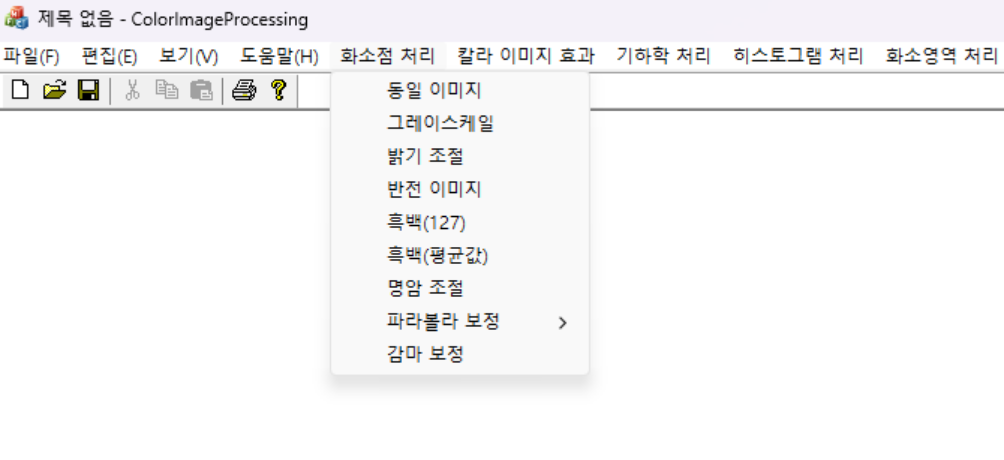 제목 없음 - ColorImageProcessing
파일(F) 편집(E) 보기(V) 도움말(H) 화소점 처리 칼라 이미지 효과 기하학 처리 히스토그램 처리 화소영역 처리
동일 이미지
그레이스케일
밝기 조절
반전 이미지
흑백(127)
흑백(평균값)
명암 조절
파라볼라 보정
감마 보정